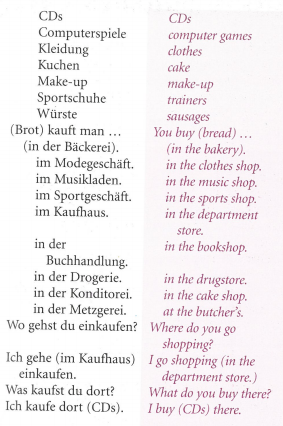 CDs CDs
Computerspiele computer games
Kleidung clothes
Kuchen cake
Make-up make-up
Sportschuhe trainers
Würste sausages
(Brot) kauft man … You buy (bread) …
(in der Bäckerei). (in the bakery).
im Modegeschäft. in the clothes shop.
im Musikladen. in the music shop.
im Sportgeschäft. in the sports shop.
im Kaufhaus. in the department
store.
in der in the bookshop.
Buchhandlung.
in der Drogerie. in the drugstore.
in der Konditorei. in the cake shop.
in der Metzgerei. at the butcher's.
Wo gehst du einkaufen? Where do you go
shopping?
Ich gehe (im Kaufhaus) I go shopping (in the
einkaufen. department store.)
Was kaufst du dort? What do you buy there?
Ich kaufe dort (CDs). I buy (CDs) there.